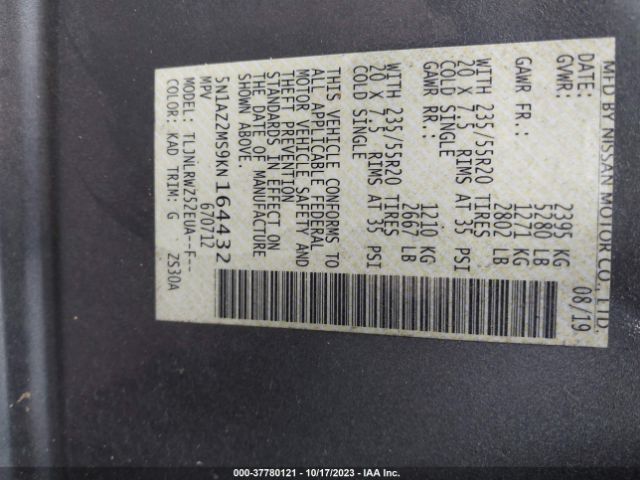 MFD BY NISSAN MOTOR CO., LTD.
DATE: 08/19
GVWR: 2395 KG
5280 LB
GAWR FR.: 1271 KG
2802 LB
WITH 235/55R20 TIRES
20 X 7.5 RIMS AT 35 PSI
COLD SINGLE
GAWR RR.: 1210 KG
2667 LB
WITH 235/55R20 TIRES
20 X 7.5 RIMS AT 35 PSI
COLD SINGLE
THIS VEHICLE CONFORMS TO
ALL APPLICABLE FEDERAL
MOTOR VEHICLE SAFETY AND
THEFT PREVENTION
STANDARDS IN EFFECT ON
THE DATE OF MANUFACTURE
SHOWN ABOVE.
5N1AZ2MS9KN164432
MPV 670712
MODEL: TLJNLRWZ52EUA--F--
COLOR: KAD TRIM: G ZS30A
000-37780121 - 10/17/2023 - IAA Inc.